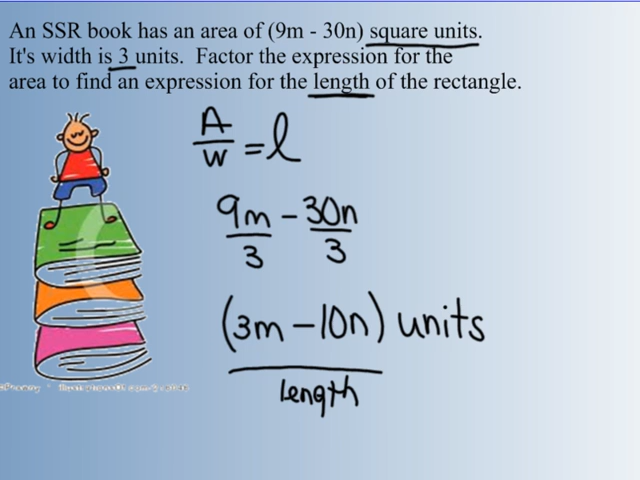 An SSR book has an area of (9m - 30n) square units.
It's width is 3 units. Factor the expression for the
area to find an expression for the length of the rectangle.
A
W
= l
9m
3
- 30n
3
(3m - 10n) units
length